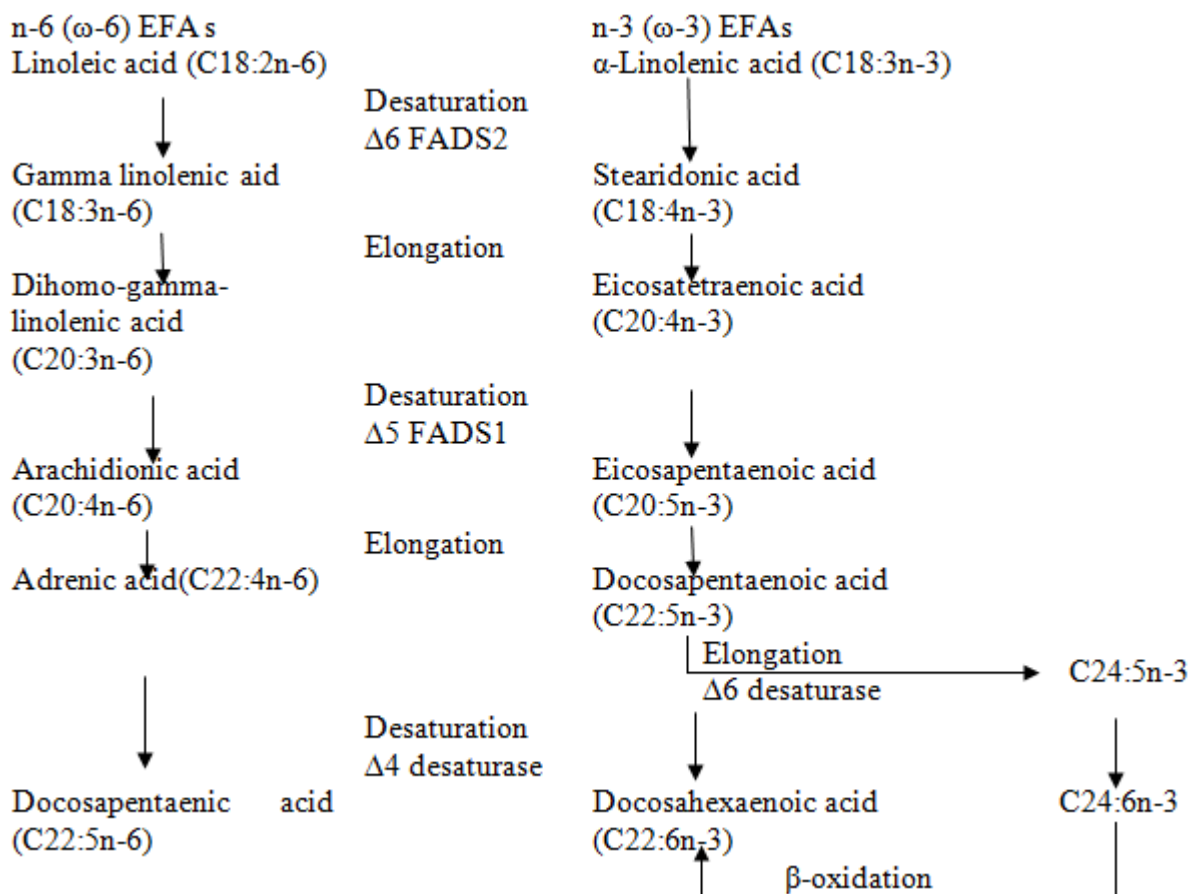 n-6 (ω-6) EFAs
Linoleic acid (C18:2n-6)
n-3 (ω-3) EFAs
α-Linolenic acid (C18:3n-3)
Desaturation
Δ6 FADS2
Gamma linolenic aid
(C18:3n-6)
Stearidonic acid
(C18:4n-3)
Elongation
Dihomo-gamma-
linolenic acid
(C20:3n-6)
Eicosatetraenoic acid
(C20:4n-3)
Desaturation
Δ5 FADS1
Arachidionic acid
(C20:4n-6)
Eicosapentaenoic acid
(C20:5n-3)
Elongation
Adrenic acid(C22:4n-6)
Docosapentaenoic acid
(C22:5n-3)
Elongation
Δ6 desaturase
C24:5n-3
Desaturation
Δ4 desaturase
Docosapentaenic acid
(C22:5n-6)
Docosahexaenoic acid
(C22:6n-3)
C24:6n-3
β-oxidation